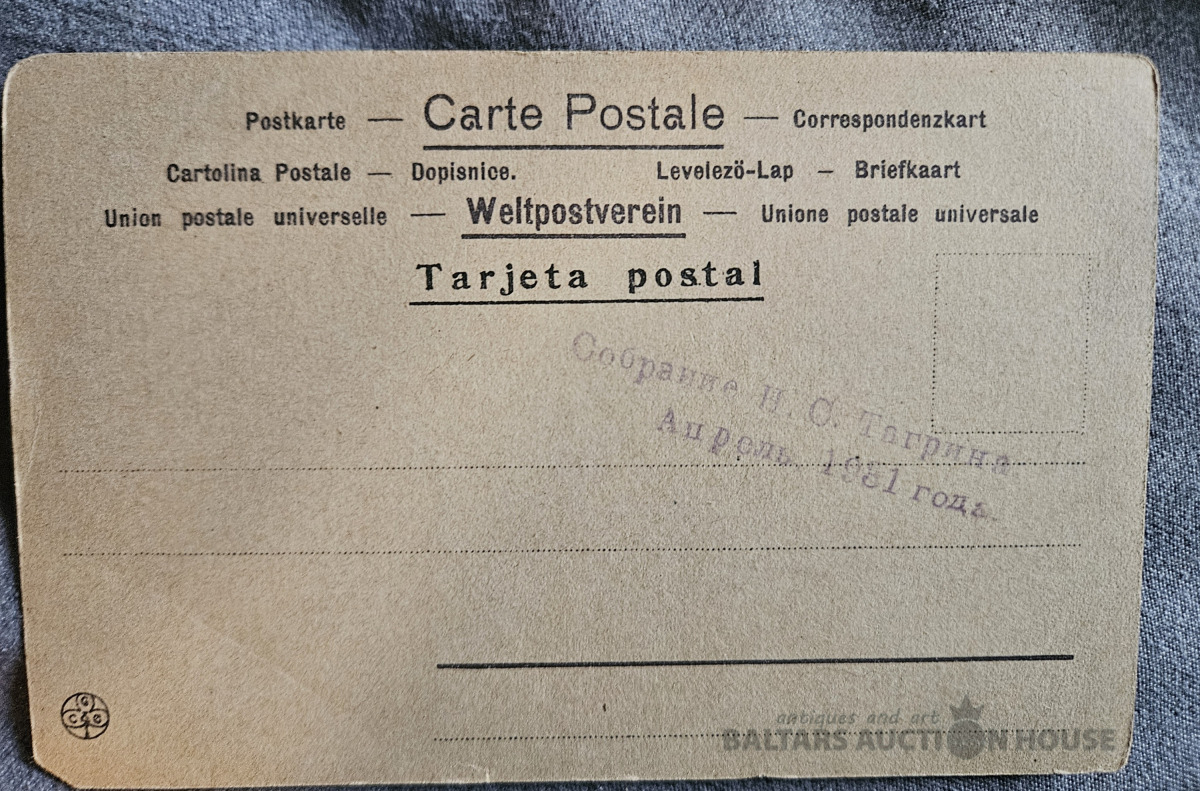 Postkarte — Carte Postale — Correspondenzkart
Cartolina Postale — Dopisnice. Levelezö-Lap — Briefkaart
Union postale universelle — Weltpostverein — Unione postale universale
Tarjeta postal
Собрание Н. С. Тагрина
Апрель 1981 года.
antiques and art
BALTARS AUCTION HOUSE